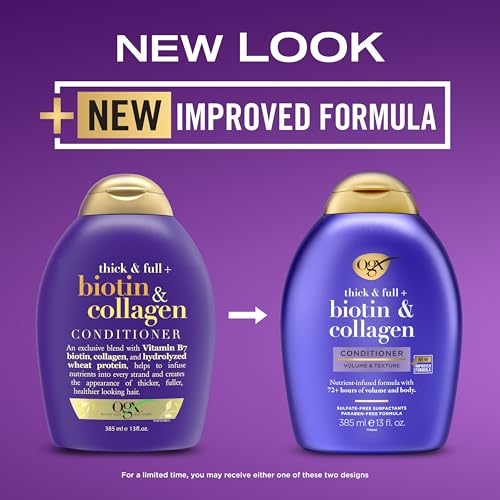 NEW LOOK
+ NEW IMPROVED FORMULA
thick & full +
biotin &
collagen
CONDITIONER
An exclusive blend with Vitamin B7
biotin, collagen, and hydrolyzed
wheat protein, helps to infuse
nutrients into every strand and creates
the appearance of thicker, fuller,
healthier looking hair.
ogx
385 ml e 13 fl oz.
ogx
thick & full +
biotin &
collagen
CONDITIONER
VOLUME & TEXTURE
NEW
IMPROVED
FORMULA
Nutrient-infused formula with
72+ hours of volume and body.
SULFATE-FREE SURFACTANTS
PARABEN-FREE FORMULA
385 ml e 13 fl. oz.
For a limited time, you may receive either one of these two designs